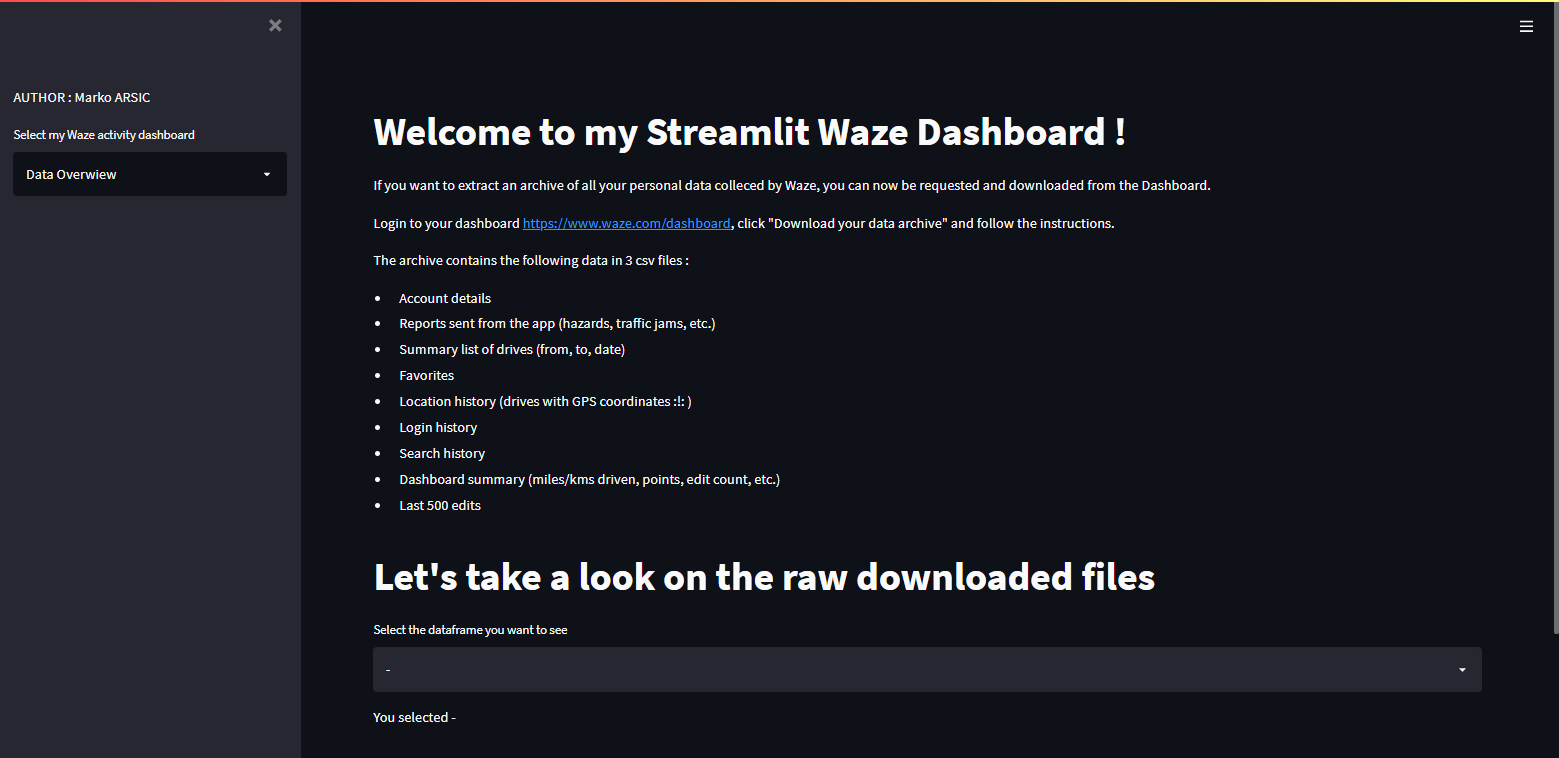 AUTHOR : Marko ARSIC
Select my Waze activity dashboard
Data Overwiew
Welcome to my Streamlit Waze Dashboard !
If you want to extract an archive of all your personal data colleced by Waze, you can now be requested and downloaded from the Dashboard.
Login to your dashboard https://www.waze.com/dashboard, click "Download your data archive" and follow the instructions.
The archive contains the following data in 3 csv files :
• Account details
• Reports sent from the app (hazards, traffic jams, etc.)
• Summary list of drives (from, to, date)
• Favorites
• Location history (drives with GPS coordinates :!: )
• Login history
• Search history
• Dashboard summary (miles/kms driven, points, edit count, etc.)
• Last 500 edits
Let's take a look on the raw downloaded files
Select the dataframe you want to see
-
You selected -